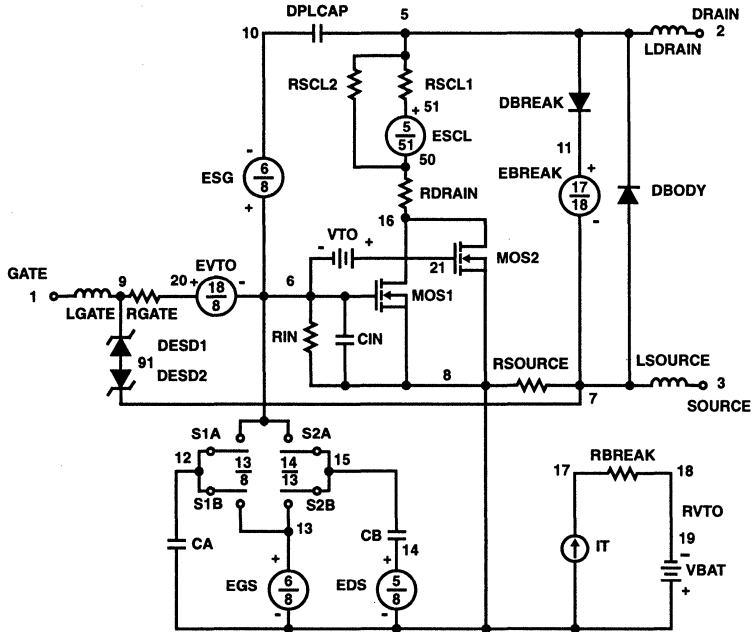 DPLCAP 5 DRAIN
10 2
LDRAIN
RSCL2 RSCL1
DBREAK
+ 51
5
51
ESCL
50
11
- +
ESG 6
8
RDRAIN
EBREAK 17
18
DBODY
+ 16 -
VTO
- +
MOS2
21
GATE 9 20 + EVTO - 6
1 18
8
MOS1
LGATE RGATE
DESD1
91
DESD2
RIN CIN
8 RSOURCE LSOURCE
3
7 SOURCE
S1A S2A
12 13
8
14
13
15
S1B S2B
13
CA
CB
14
+ +
EGS 6
8
EDS 5
8
- -
RBREAK
17 18
RVTO
19
IT -
VBAT
+